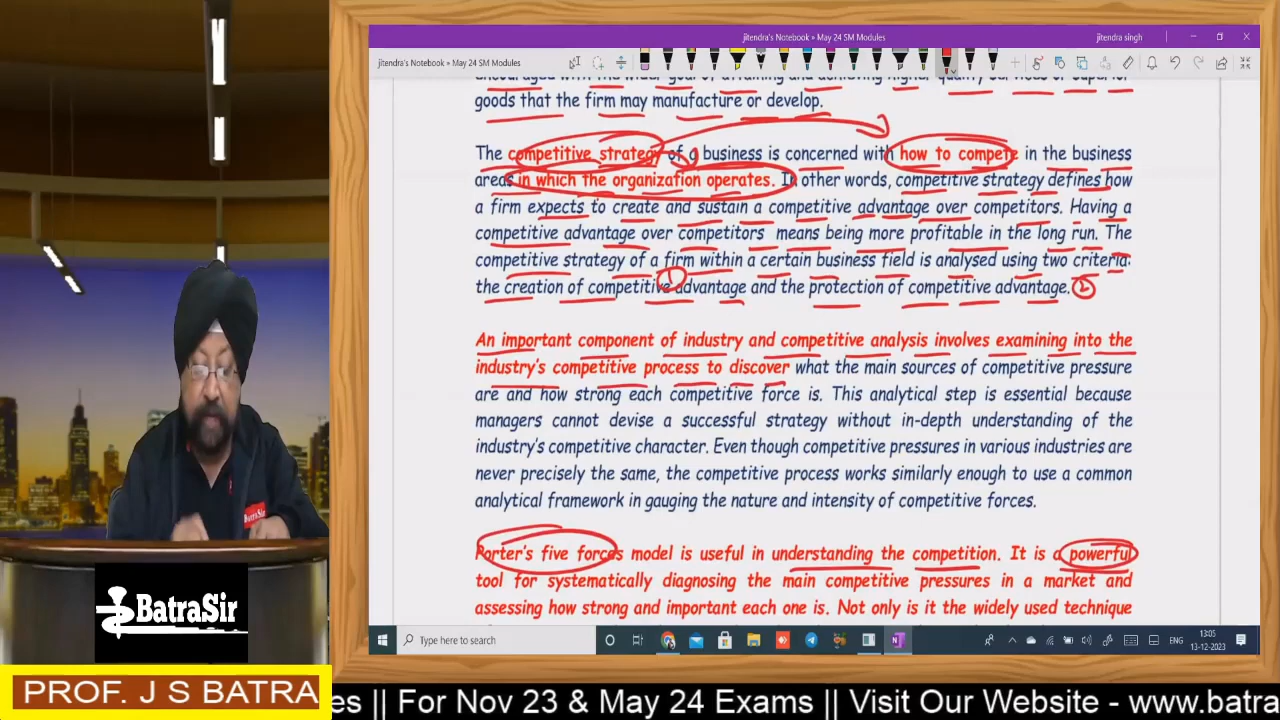 jitendra's Notebook » May 24 SM Modules
jitendra singh
jitendra's Notebook » May 24 SM Modules
goods that the firm may manufacture or develop.
The competitive strategy of a business is concerned with how to compete in the business
areas in which the organization operates. In other words, competitive strategy defines how
a firm expects to create and sustain a competitive advantage over competitors. Having a
competitive advantage over competitors means being more profitable in the long run. The
competitive strategy of a firm within a certain business field is analysed using two criteria:
the creation of competitive advantage and the protection of competitive advantage. 2
1
An important component of industry and competitive analysis involves examining into the
industry's competitive process to discover what the main sources of competitive pressure
are and how strong each competitive force is. This analytical step is essential because
managers cannot devise a successful strategy without in-depth understanding of the
industry's competitive character. Even though competitive pressures in various industries are
never precisely the same, the competitive process works similarly enough to use a common
analytical framework in gauging the nature and intensity of competitive forces.
Porter's five forces model is useful in understanding the competition. It is a powerful
tool for systematically diagnosing the main competitive pressures in a market and
assessing how strong and important each one is. Not only is it the widely used technique
Type here to search
ENG
13:05
13-12-2023
BatraSir
BatraSir
PROF. J S BATRA
es || For Nov 23 & May 24 Exams || Visit Our Website - www.batra